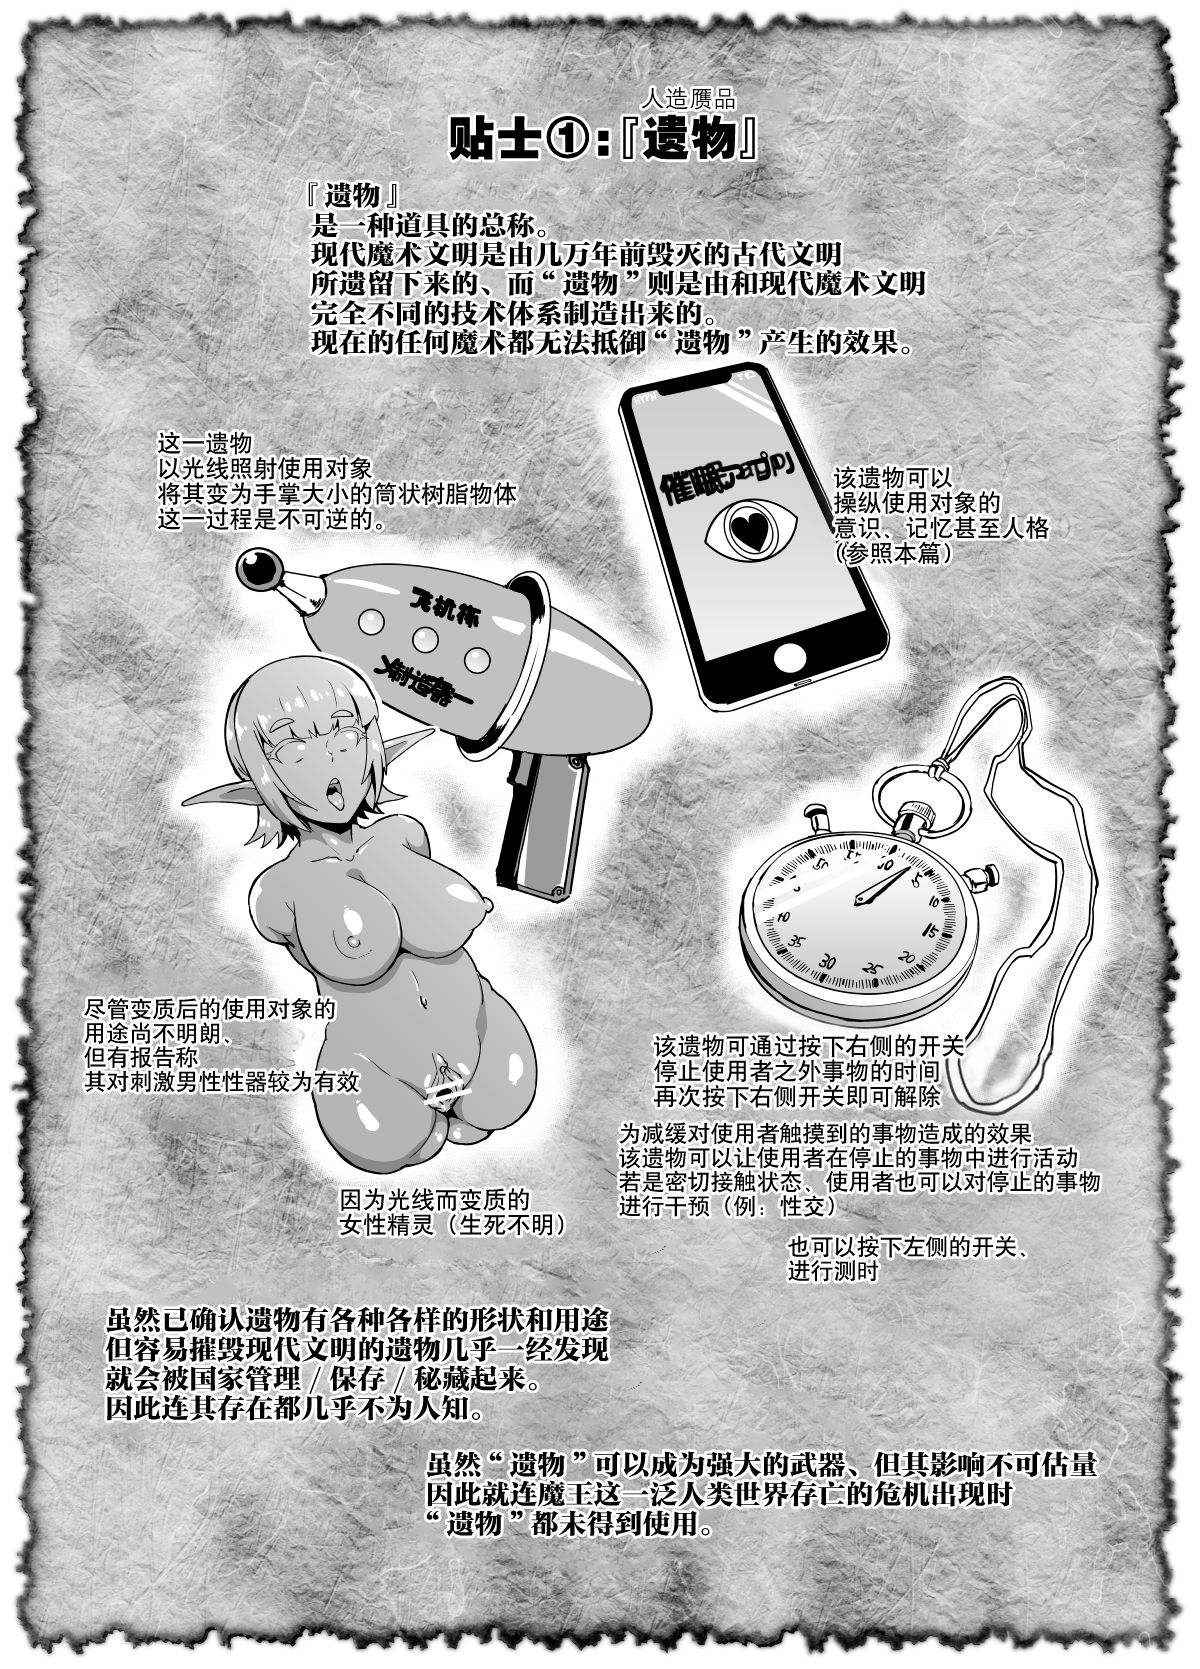 人造赝品
贴士①:『遗物』
『遗物』
是一种道具的总称。
现代魔术文明是由几万年前毁灭的古代文明
所遗留下来的、而“遗物”则是由和现代魔术文明
完全不同的技术体系制造出来的。
现在的任何魔术都无法抵御“遗物”产生的效果。
这一遗物
以光线照射使用对象
将其变为手掌大小的筒状树脂物体
这一过程是不可逆的。
飞机杯
制造器
HYPN
催眠アプリ
该遗物可以
操纵使用对象的
意识、记忆甚至人格
(参照本篇)
5
10
15
20
25
30
35
尽管变质后的使用对象的
用途尚不明朗、
但有报告称
其对刺激男性性器较为有效
因为光线而变质的
女性精灵（生死不明）
该遗物可通过按下右侧的开关
停止使用者之外事物的时间
再次按下右侧开关即可解除
为减缓对使用者触摸到的事物造成的效果
该遗物可以让使用者在停止的事物中进行活动
若是密切接触状态、使用者也可以对停止的事物
进行干预（例：性交）
也可以按下左侧的开关、
进行测时
虽然已确认遗物有各种各样的形状和用途
但容易摧毁现代文明的遗物几乎一经发现
就会被国家管理/保存/秘藏起来。
因此连其存在都几乎不为人知。
虽然“遗物”可以成为强大的武器、但其影响不可估量
因此就连魔王这一泛人类世界存亡的危机出现时
“遗物”都未得到使用。